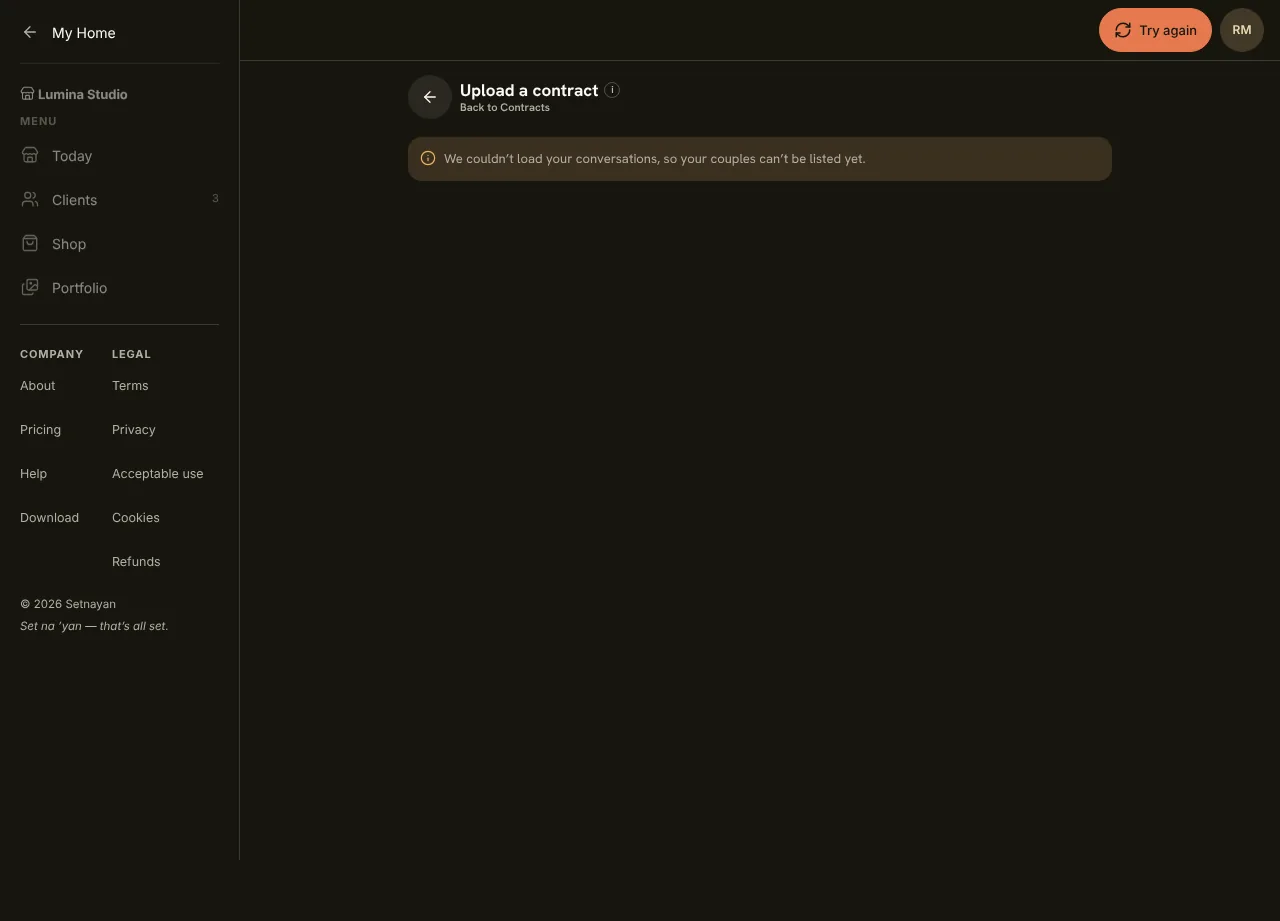 My Home
Lumina Studio
MENU
Today
Clients 3
Shop
Portfolio
COMPANY LEGAL
About Terms
Pricing Privacy
Help Acceptable use
Download Cookies
Refunds
© 2026 Setnayan
Set na ’yan — that’s all set.
Try again
RM
Upload a contract
Back to Contracts
We couldn’t load your conversations, so your couples can’t be listed yet.